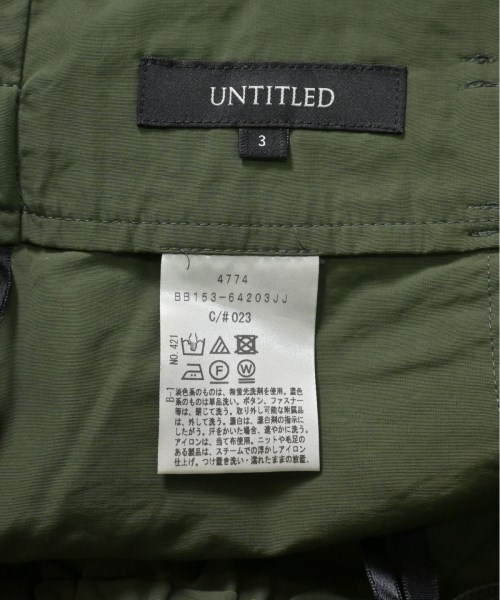 UNTITLED
3
4774
BB153-64203JJ
C/#023
NO.421
B-1
F
W
淡色系のものは、無蛍光洗剤を使用。濃色
系のものは単品洗い。ボタン、ファスナー
等は、閉じて洗う。取り外し可能な附属品
は、外して洗う。漂白は、漂白剤の指示に
したがう。汗をかいた場合、速やかに洗う。
アイロンは、当て布使用。ニットや毛足の
ある製品は、スチームでの浮かしアイロン
仕上げ。つけ置き洗い・濡れたままの放置、